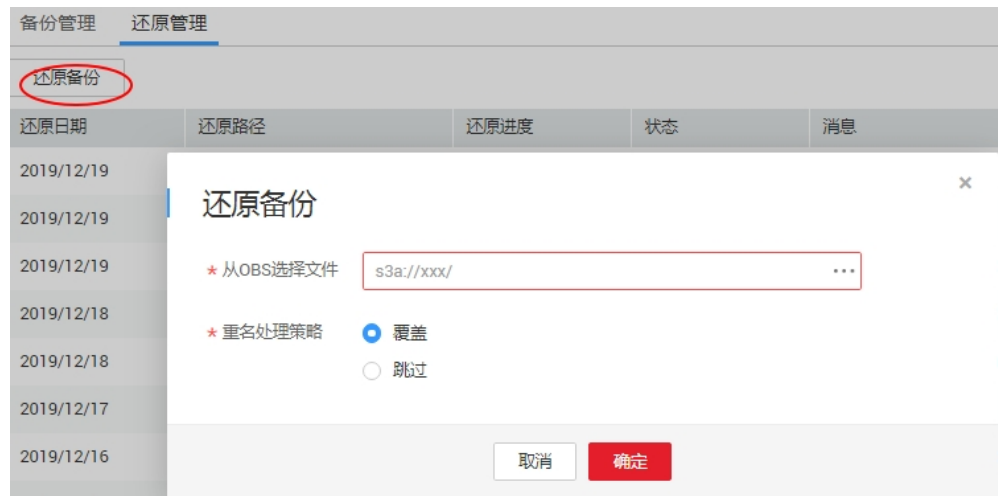 备份管理 还原管理
还原备份
还原日期 还原路径 还原进度 状态 消息
2019/12/19
2019/12/19
2019/12/19
2019/12/18
2019/12/18
2019/12/17
2019/12/16
还原备份 ×
* 从OBS选择文件 s3a://xxx/ ···
* 重名处理策略 覆盖
跳过
取消 确定